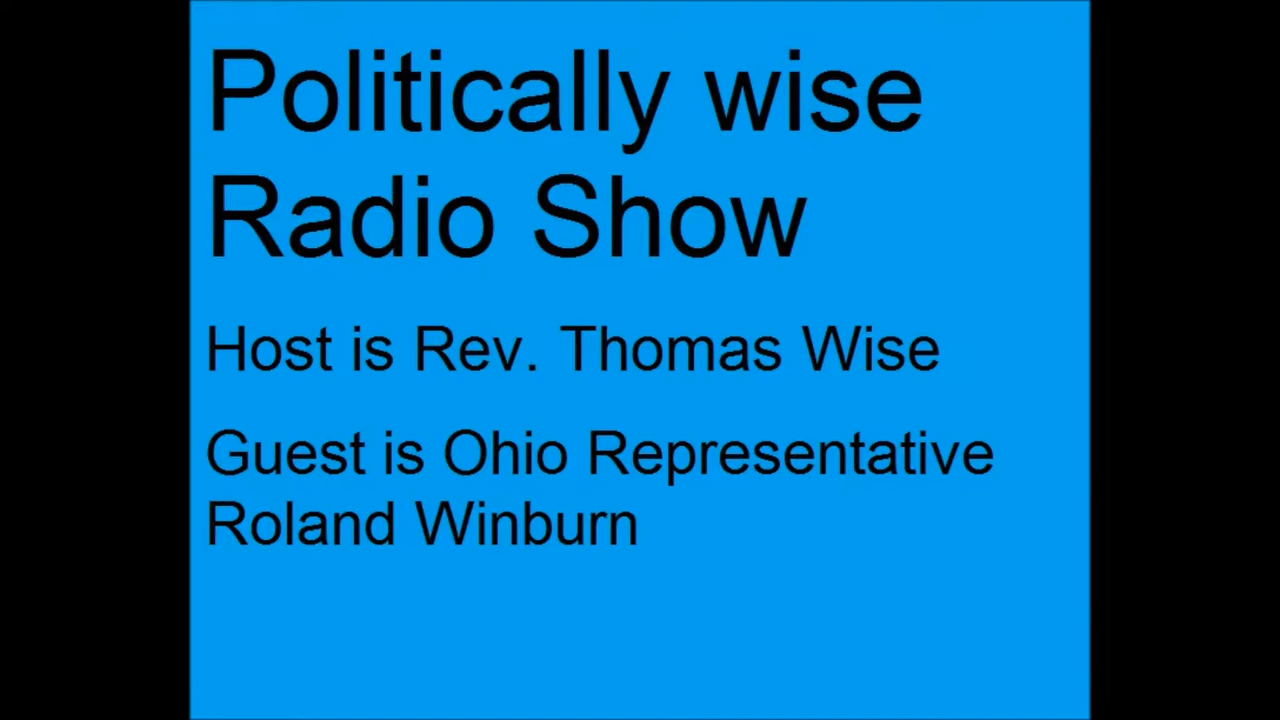 Politically wise
Radio Show
Host is Rev. Thomas Wise
Guest is Ohio Representative
Roland Winburn